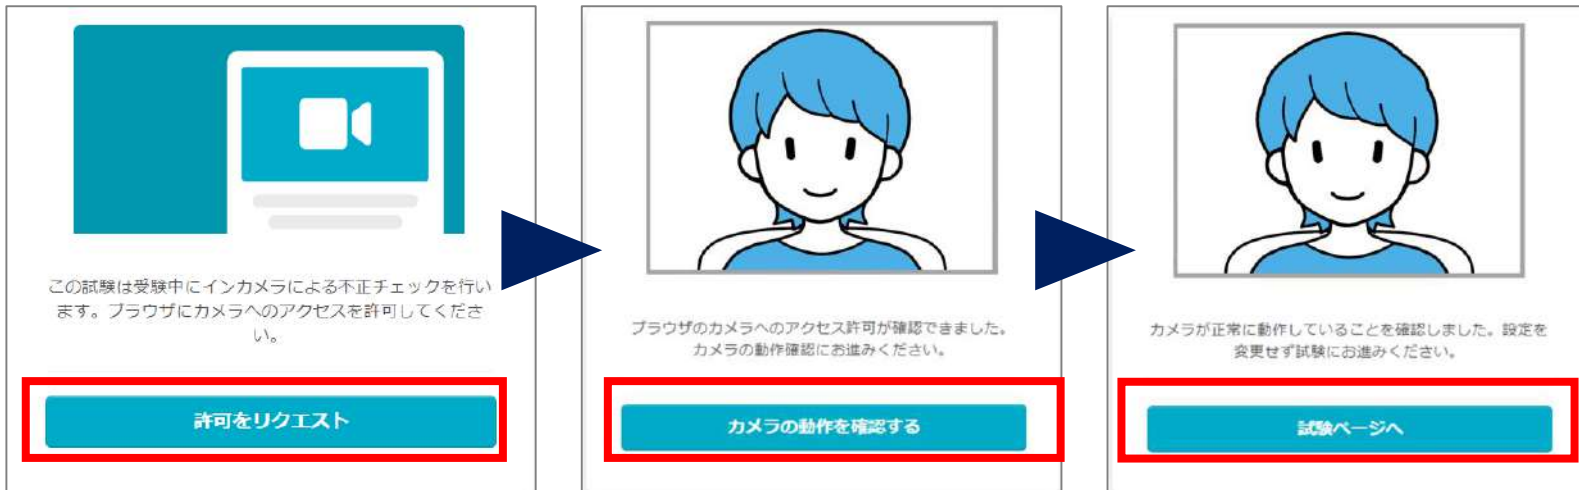 この試験は受験中にインカメラによる不正チェックを行い
ます。ブラウザにカメラへのアクセスを許可してくださ
い。
許可をリクエスト
ブラウザのカメラへのアクセス許可が確認できました。
カメラの動作確認にお進みください。
カメラの動作を確認する
カメラが正常に動作していることを確認しました。設定を
変更せず試験にお進みください。
試験ページへ